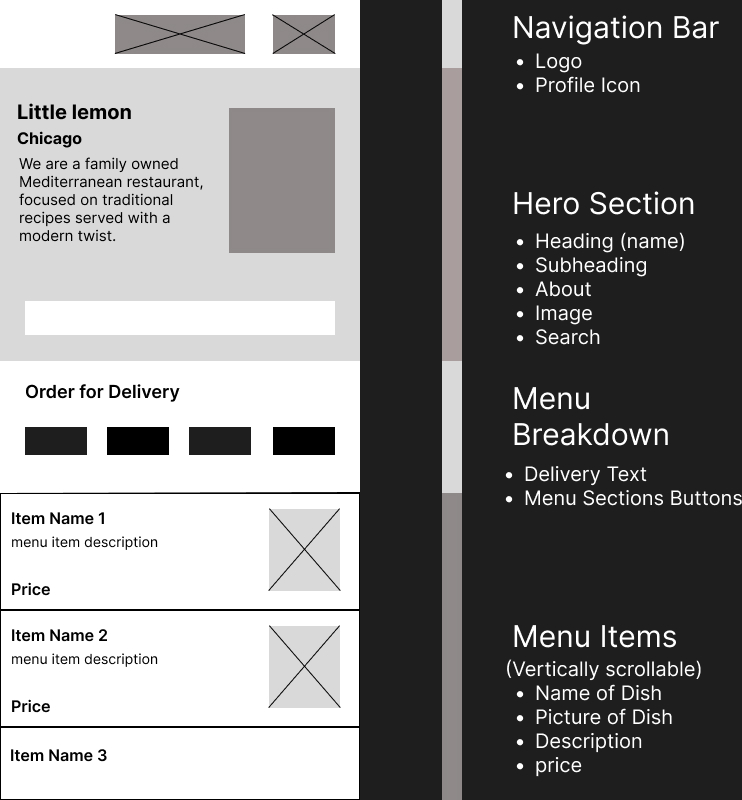 Little lemon
Chicago
We are a family owned
Mediterranean restaurant,
focused on traditional
recipes served with a
modern twist.
Order for Delivery
Item Name 1
menu item description
Price
Item Name 2
menu item description
Price
Item Name 3
Navigation Bar
• Logo
• Profile Icon
Hero Section
• Heading (name)
• Subheading
• About
• Image
• Search
Menu
Breakdown
• Delivery Text
• Menu Sections Buttons
Menu Items
(Vertically scrollable)
• Name of Dish
• Picture of Dish
• Description
• price